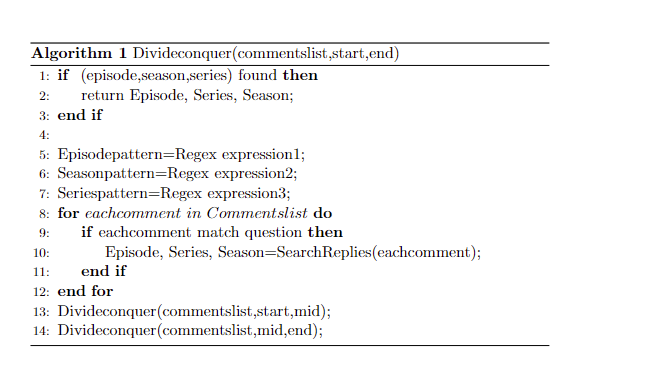 Algorithm 1 Divideconquer(commentslist,start,end)
1: if (episode,season,series) found then
2: return Episode, Series, Season;
3: end if
4:
5: Episodepattern=Regex expression1;
6: Seasonpattern=Regex expression2;
7: Seriespattern=Regex expression3;
8: for eachcomment in Commentslist do
9: if eachcomment match question then
10: Episode, Series, Season=SearchReplies(eachcomment);
11: end if
12: end for
13: Divideconquer(commentslist,start,mid);
14: Divideconquer(commentslist,mid,end);